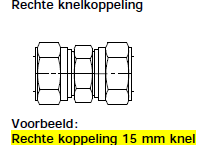 Rechte knelkoppeling
Voorbeeld:
Rechte koppeling 15 mm knel